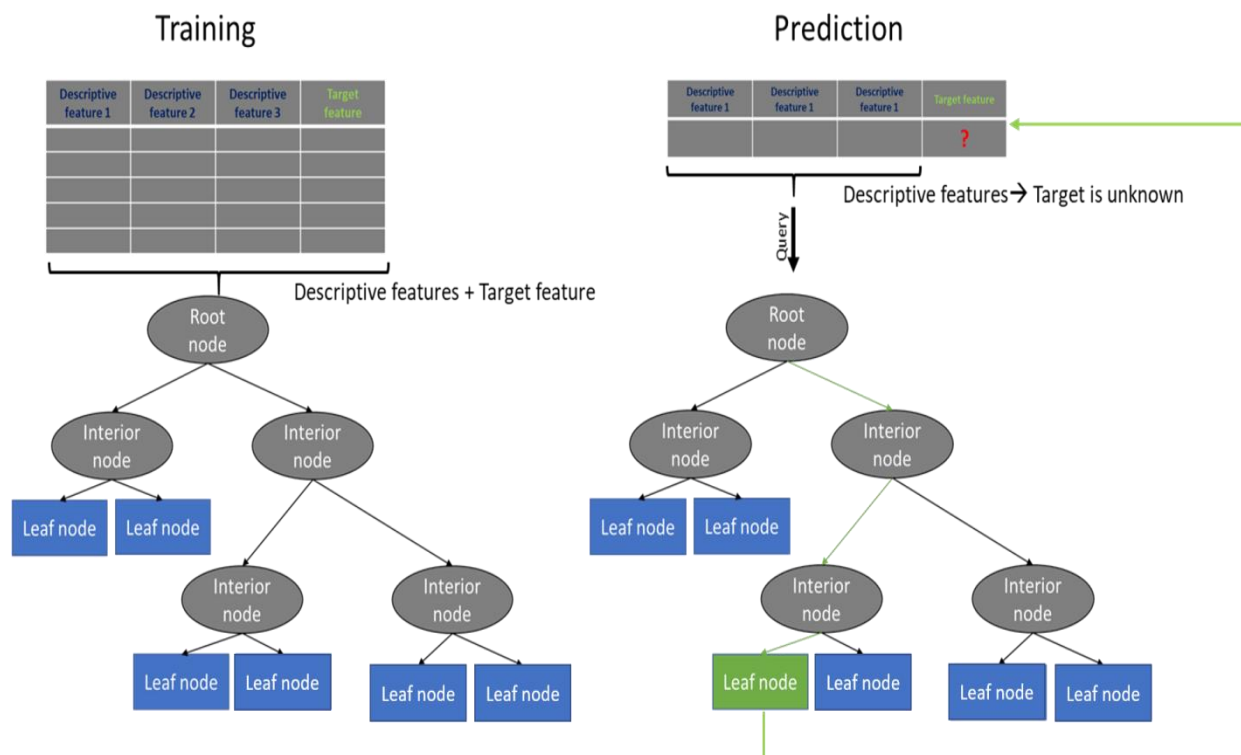 Training
Descriptive
feature 1
Descriptive
feature 2
Descriptive
feature 3
Target
feature
Descriptive features + Target feature
Root
node
Interior
node
Interior
node
Leaf node
Leaf node
Interior
node
Interior
node
Leaf node
Leaf node
Leaf node
Leaf node
Prediction
Descriptive
feature 1
Descriptive
feature 1
Descriptive
feature 1
Target feature
?
Descriptive features→ Target is unknown
Query
Root
node
Interior
node
Interior
node
Leaf node
Leaf node
Interior
node
Interior
node
Leaf node
Leaf node
Leaf node
Leaf node